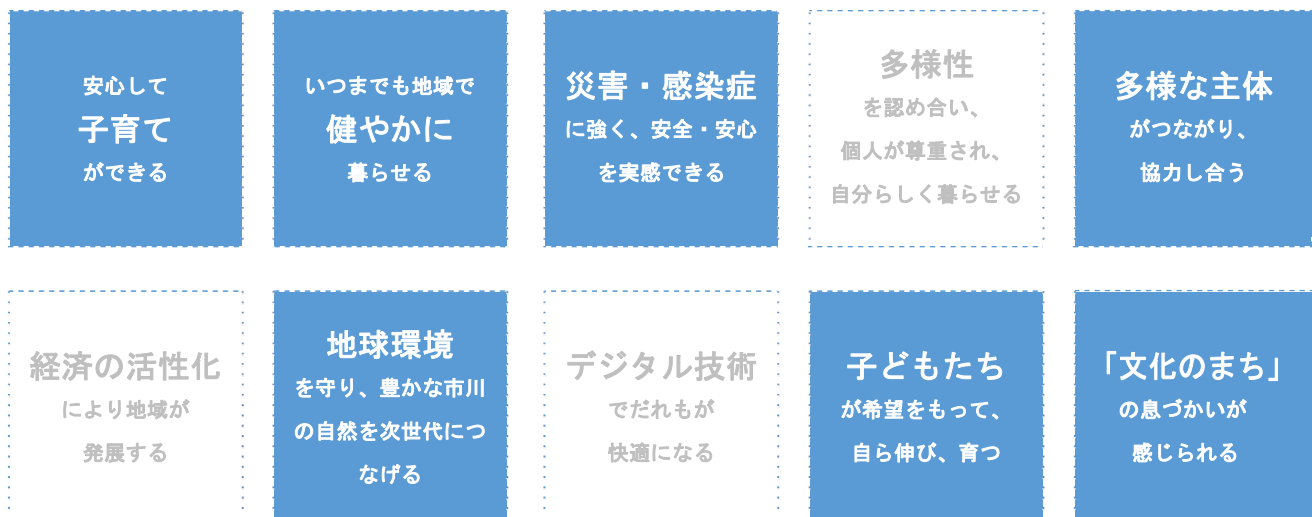 安心して
子育て
ができる
いつまでも地域で
健やかに
暮らせる
災害・感染症
に強く、安全・安心
を実感できる
多様性
を認め合い、
個人が尊重され、
自分らしく暮らせる
多様な主体
がつながり、
協力し合う
経済の活性化
により地域が
発展する
地球環境
を守り、豊かな市川
の自然を次世代につ
なげる
デジタル技術
でだれもが
快適になる
子どもたち
が希望をもって、
自ら伸び、育つ
「文化のまち」
の息づかいが
感じられる